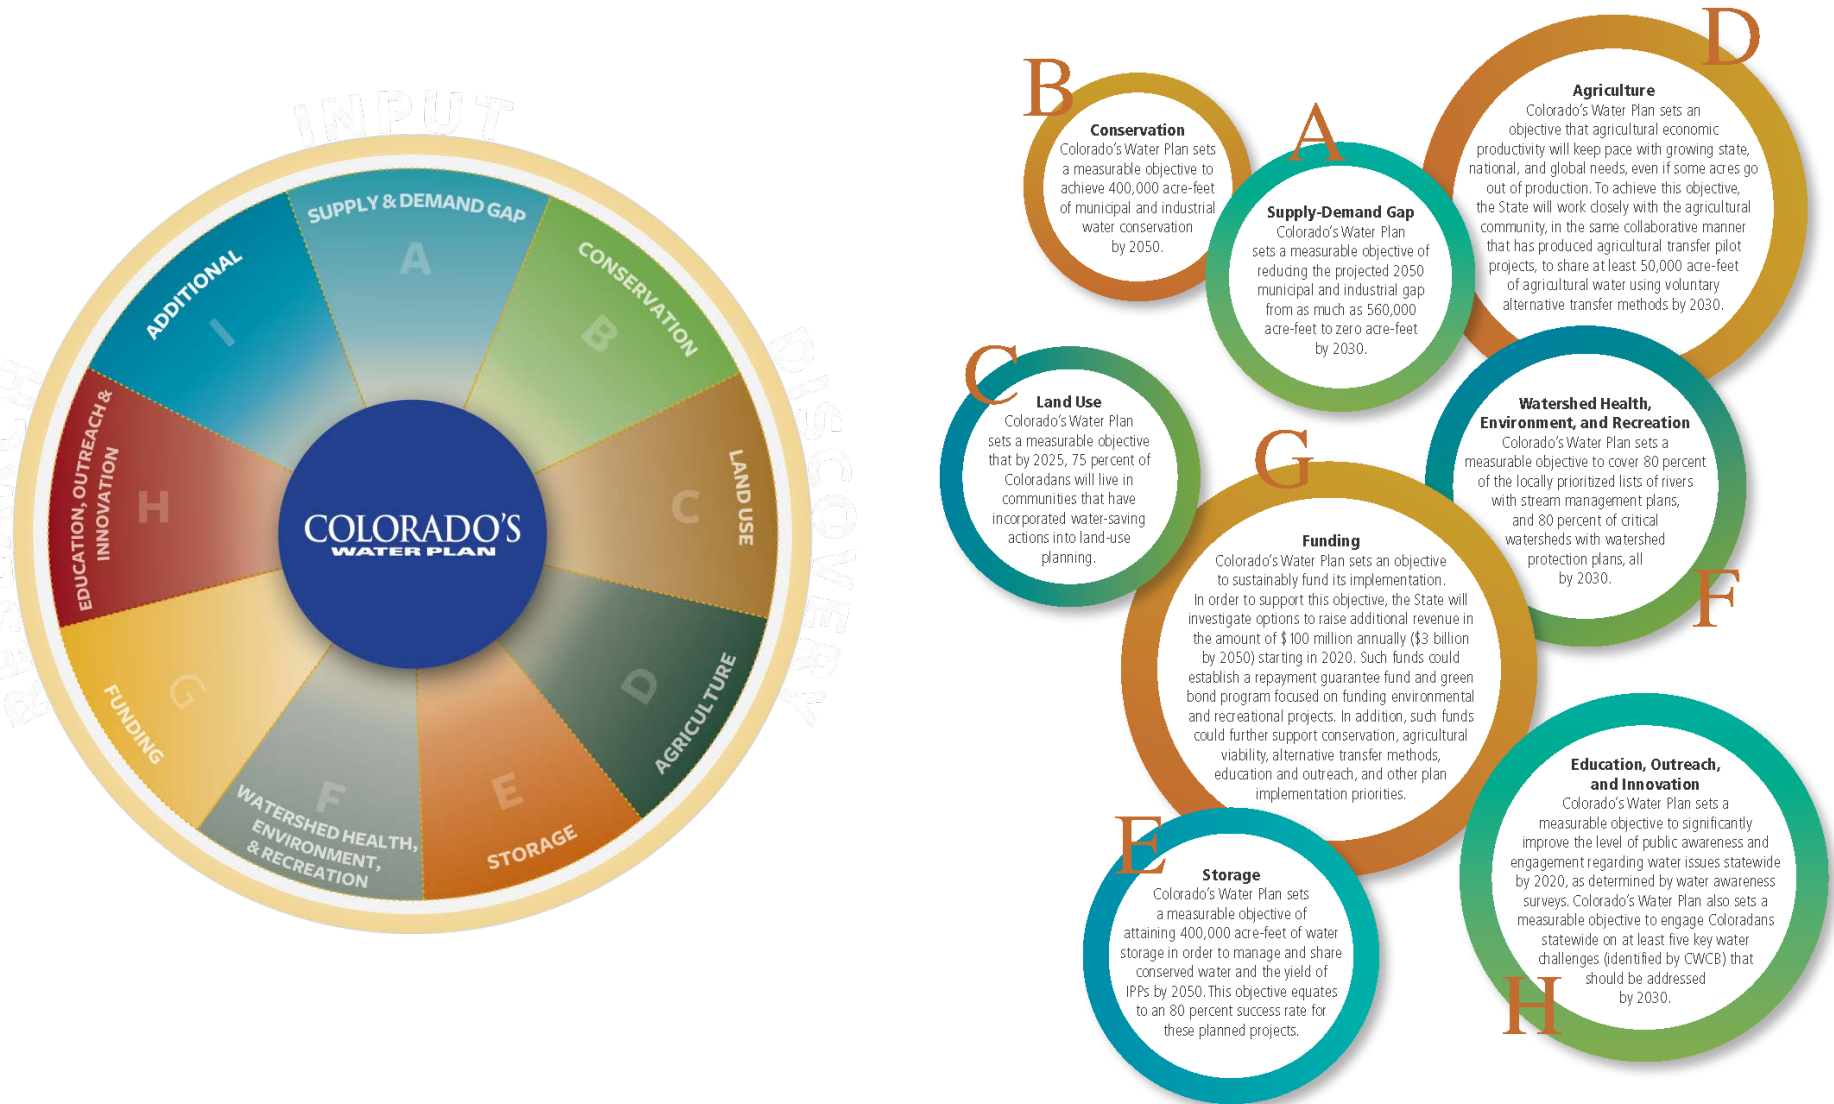 INPUT
DISCOVERY
SUPPLY & DEMAND GAP
A
CONSERVATION
B
LAND USE
C
AGRICULTURE
D
STORAGE
E
WATERSHED HEALTH,
ENVIRONMENT,
& RECREATION
F
FUNDING
G
EDUCATION, OUTREACH &
INNOVATION
H
ADDITIONAL
I
COLORADO'S
WATER PLAN
B
Conservation
Colorado's Water Plan sets
a measurable objective to
achieve 400,000 acre-feet
of municipal and industrial
water conservation
by 2050.
A
Supply-Demand Gap
Colorado's Water Plan
sets a measurable objective of
reducing the projected 2050
municipal and industrial gap
from as much as 560,000
acre-feet to zero acre-feet
by 2030.
D
Agriculture
Colorado's Water Plan sets an
objective that agricultural economic
productivity will keep pace with growing state,
national, and global needs, even if some acres go
out of production. To achieve this objective,
the State will work closely with the agricultural
community, in the same collaborative manner
that has produced agricultural transfer pilot
projects, to share at least 50,000 acre-feet
of agricultural water using voluntary
alternative transfer methods by 2030.
C
Land Use
Colorado's Water Plan
sets a measurable objective
that by 2025, 75 percent of
Coloradans will live in
communities that have
incorporated water-saving
actions into land-use
planning.
Watershed Health,
Environment, and Recreation
Colorado's Water Plan sets a
measurable objective to cover 80 percent
of the locally prioritized lists of rivers
with stream management plans,
and 80 percent of critical
watersheds with watershed
protection plans, all
by 2030.
F
G
Funding
Colorado's Water Plan sets an objective
to sustainably fund its implementation.
In order to support this objective, the State will
investigate options to raise additional revenue in
the amount of $100 million annually ($3 billion
by 2050) starting in 2020. Such funds could
establish a repayment guarantee fund and green
bond program focused on funding environmental
and recreational projects. In addition, such funds
could further support conservation, agricultural
viability, alternative transfer methods,
education and outreach, and other plan
implementation priorities.
E
Storage
Colorado's Water Plan sets
a measurable objective of
attaining 400,000 acre-feet of water
storage in order to manage and share
conserved water and the yield of
IPPs by 2050. This objective equates
to an 80 percent success rate for
these planned projects.
Education, Outreach,
and Innovation
Colorado's Water Plan sets a
measurable objective to significantly
improve the level of public awareness and
engagement regarding water issues statewide
by 2020, as determined by water awareness
surveys. Colorado's Water Plan also sets a
measurable objective to engage Coloradans
statewide on at least five key water
challenges (identified by CWCB) that
should be addressed
by 2030.
H